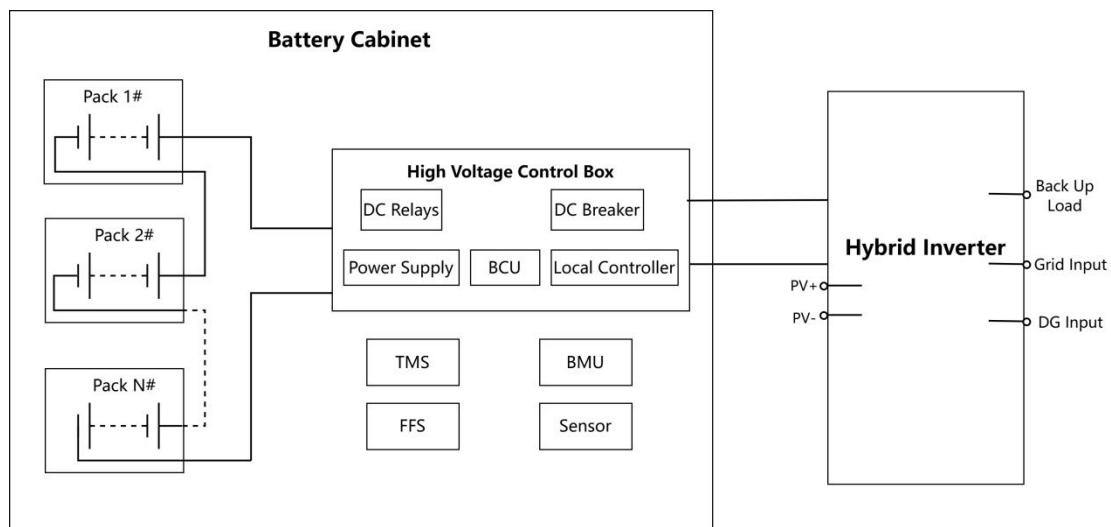 Battery Cabinet
Pack 1#
Pack 2#
Pack N#
High Voltage Control Box
DC Relays
DC Breaker
Power Supply
BCU
Local Controller
TMS
BMU
FFS
Sensor
Hybrid Inverter
PV+
PV-
Back Up
Load
Grid Input
DG Input